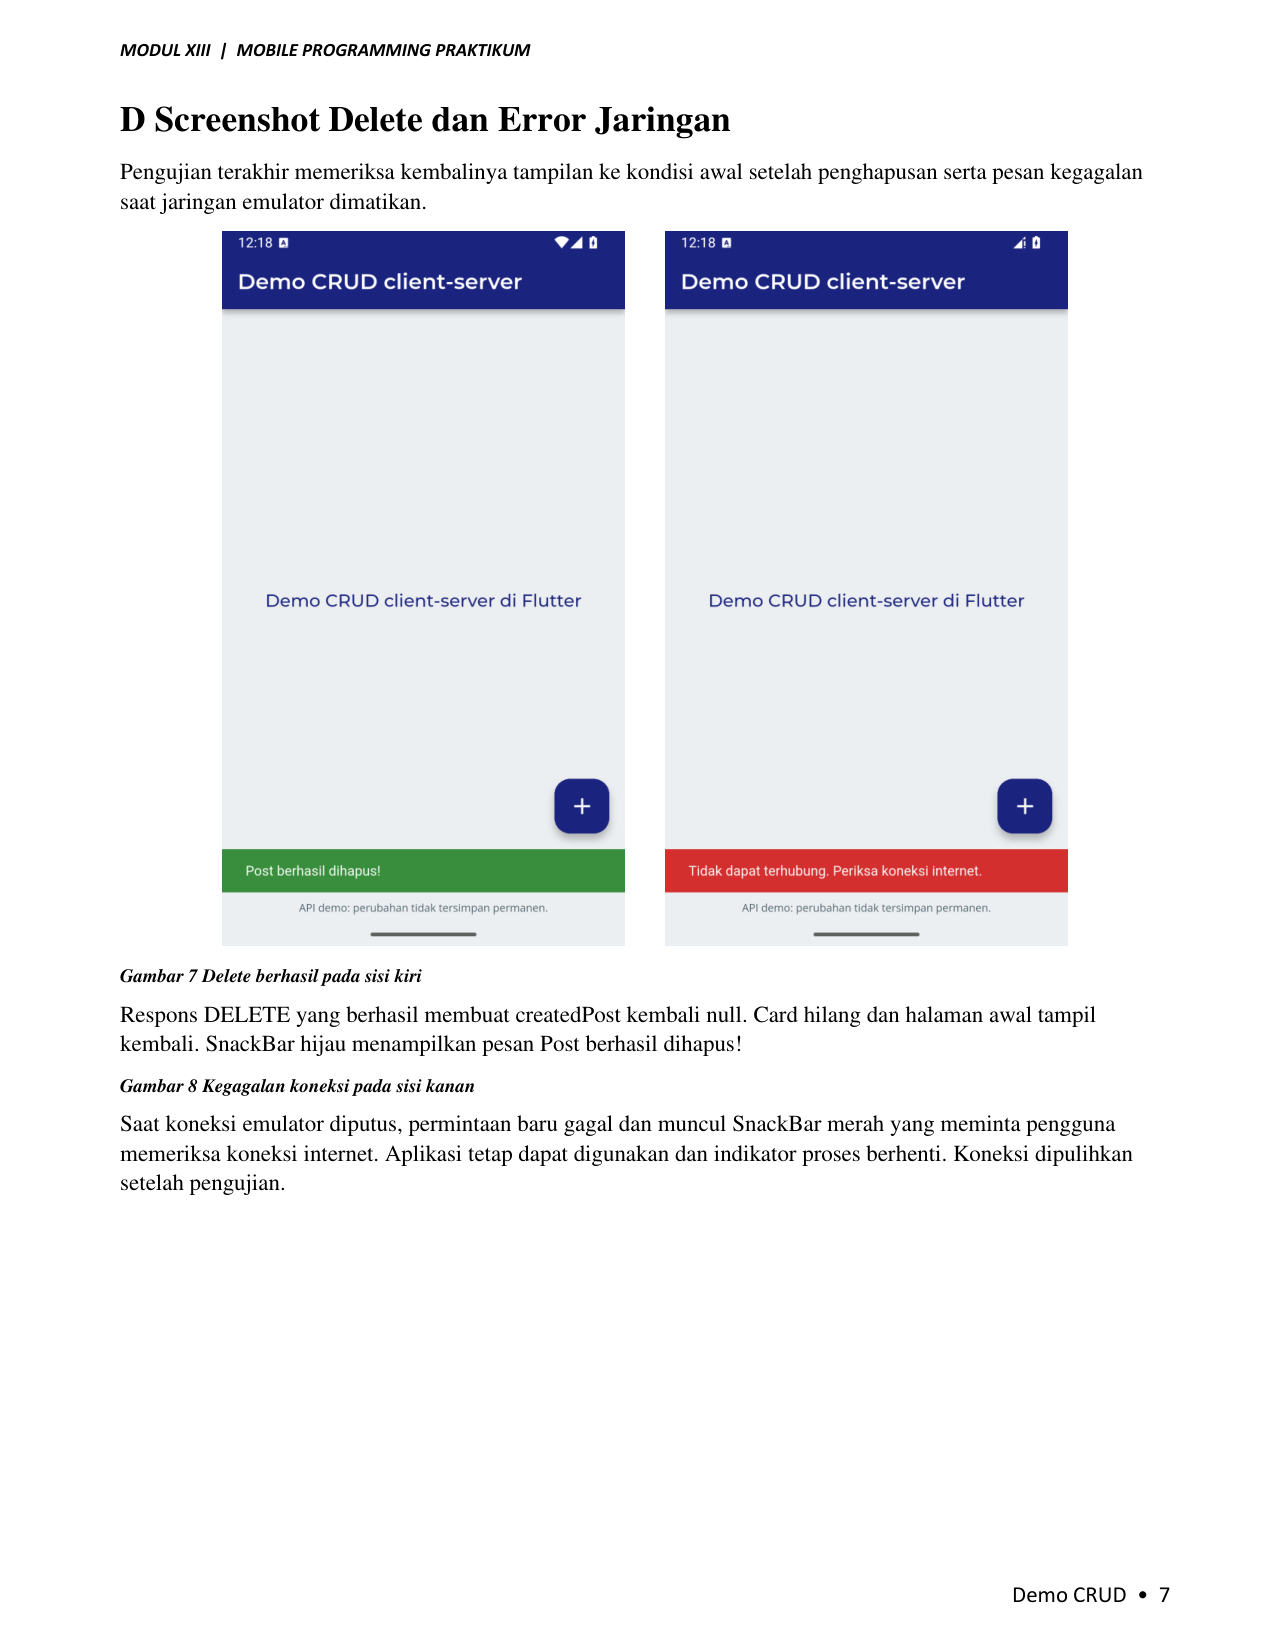 MODUL XIII | MOBILE PROGRAMMING PRAKTIKUM
D Screenshot Delete dan Error Jaringan
Pengujian terakhir memeriksa kembalinya tampilan ke kondisi awal setelah penghapusan serta pesan kegagalan
saat jaringan emulator dimatikan.
12:18
Demo CRUD client-server
Demo CRUD client-server di Flutter
+
Post berhasil dihapus!
API demo: perubahan tidak tersimpan permanen.
12:18
Demo CRUD client-server
Demo CRUD client-server di Flutter
+
Tidak dapat terhubung. Periksa koneksi internet.
API demo: perubahan tidak tersimpan permanen.
Gambar 7 Delete berhasil pada sisi kiri
Respons DELETE yang berhasil membuat createdPost kembali null. Card hilang dan halaman awal tampil
kembali. SnackBar hijau menampilkan pesan Post berhasil dihapus!
Gambar 8 Kegagalan koneksi pada sisi kanan
Saat koneksi emulator diputus, permintaan baru gagal dan muncul SnackBar merah yang meminta pengguna
memeriksa koneksi internet. Aplikasi tetap dapat digunakan dan indikator proses berhenti. Koneksi dipulihkan
setelah pengujian.
Demo CRUD • 7